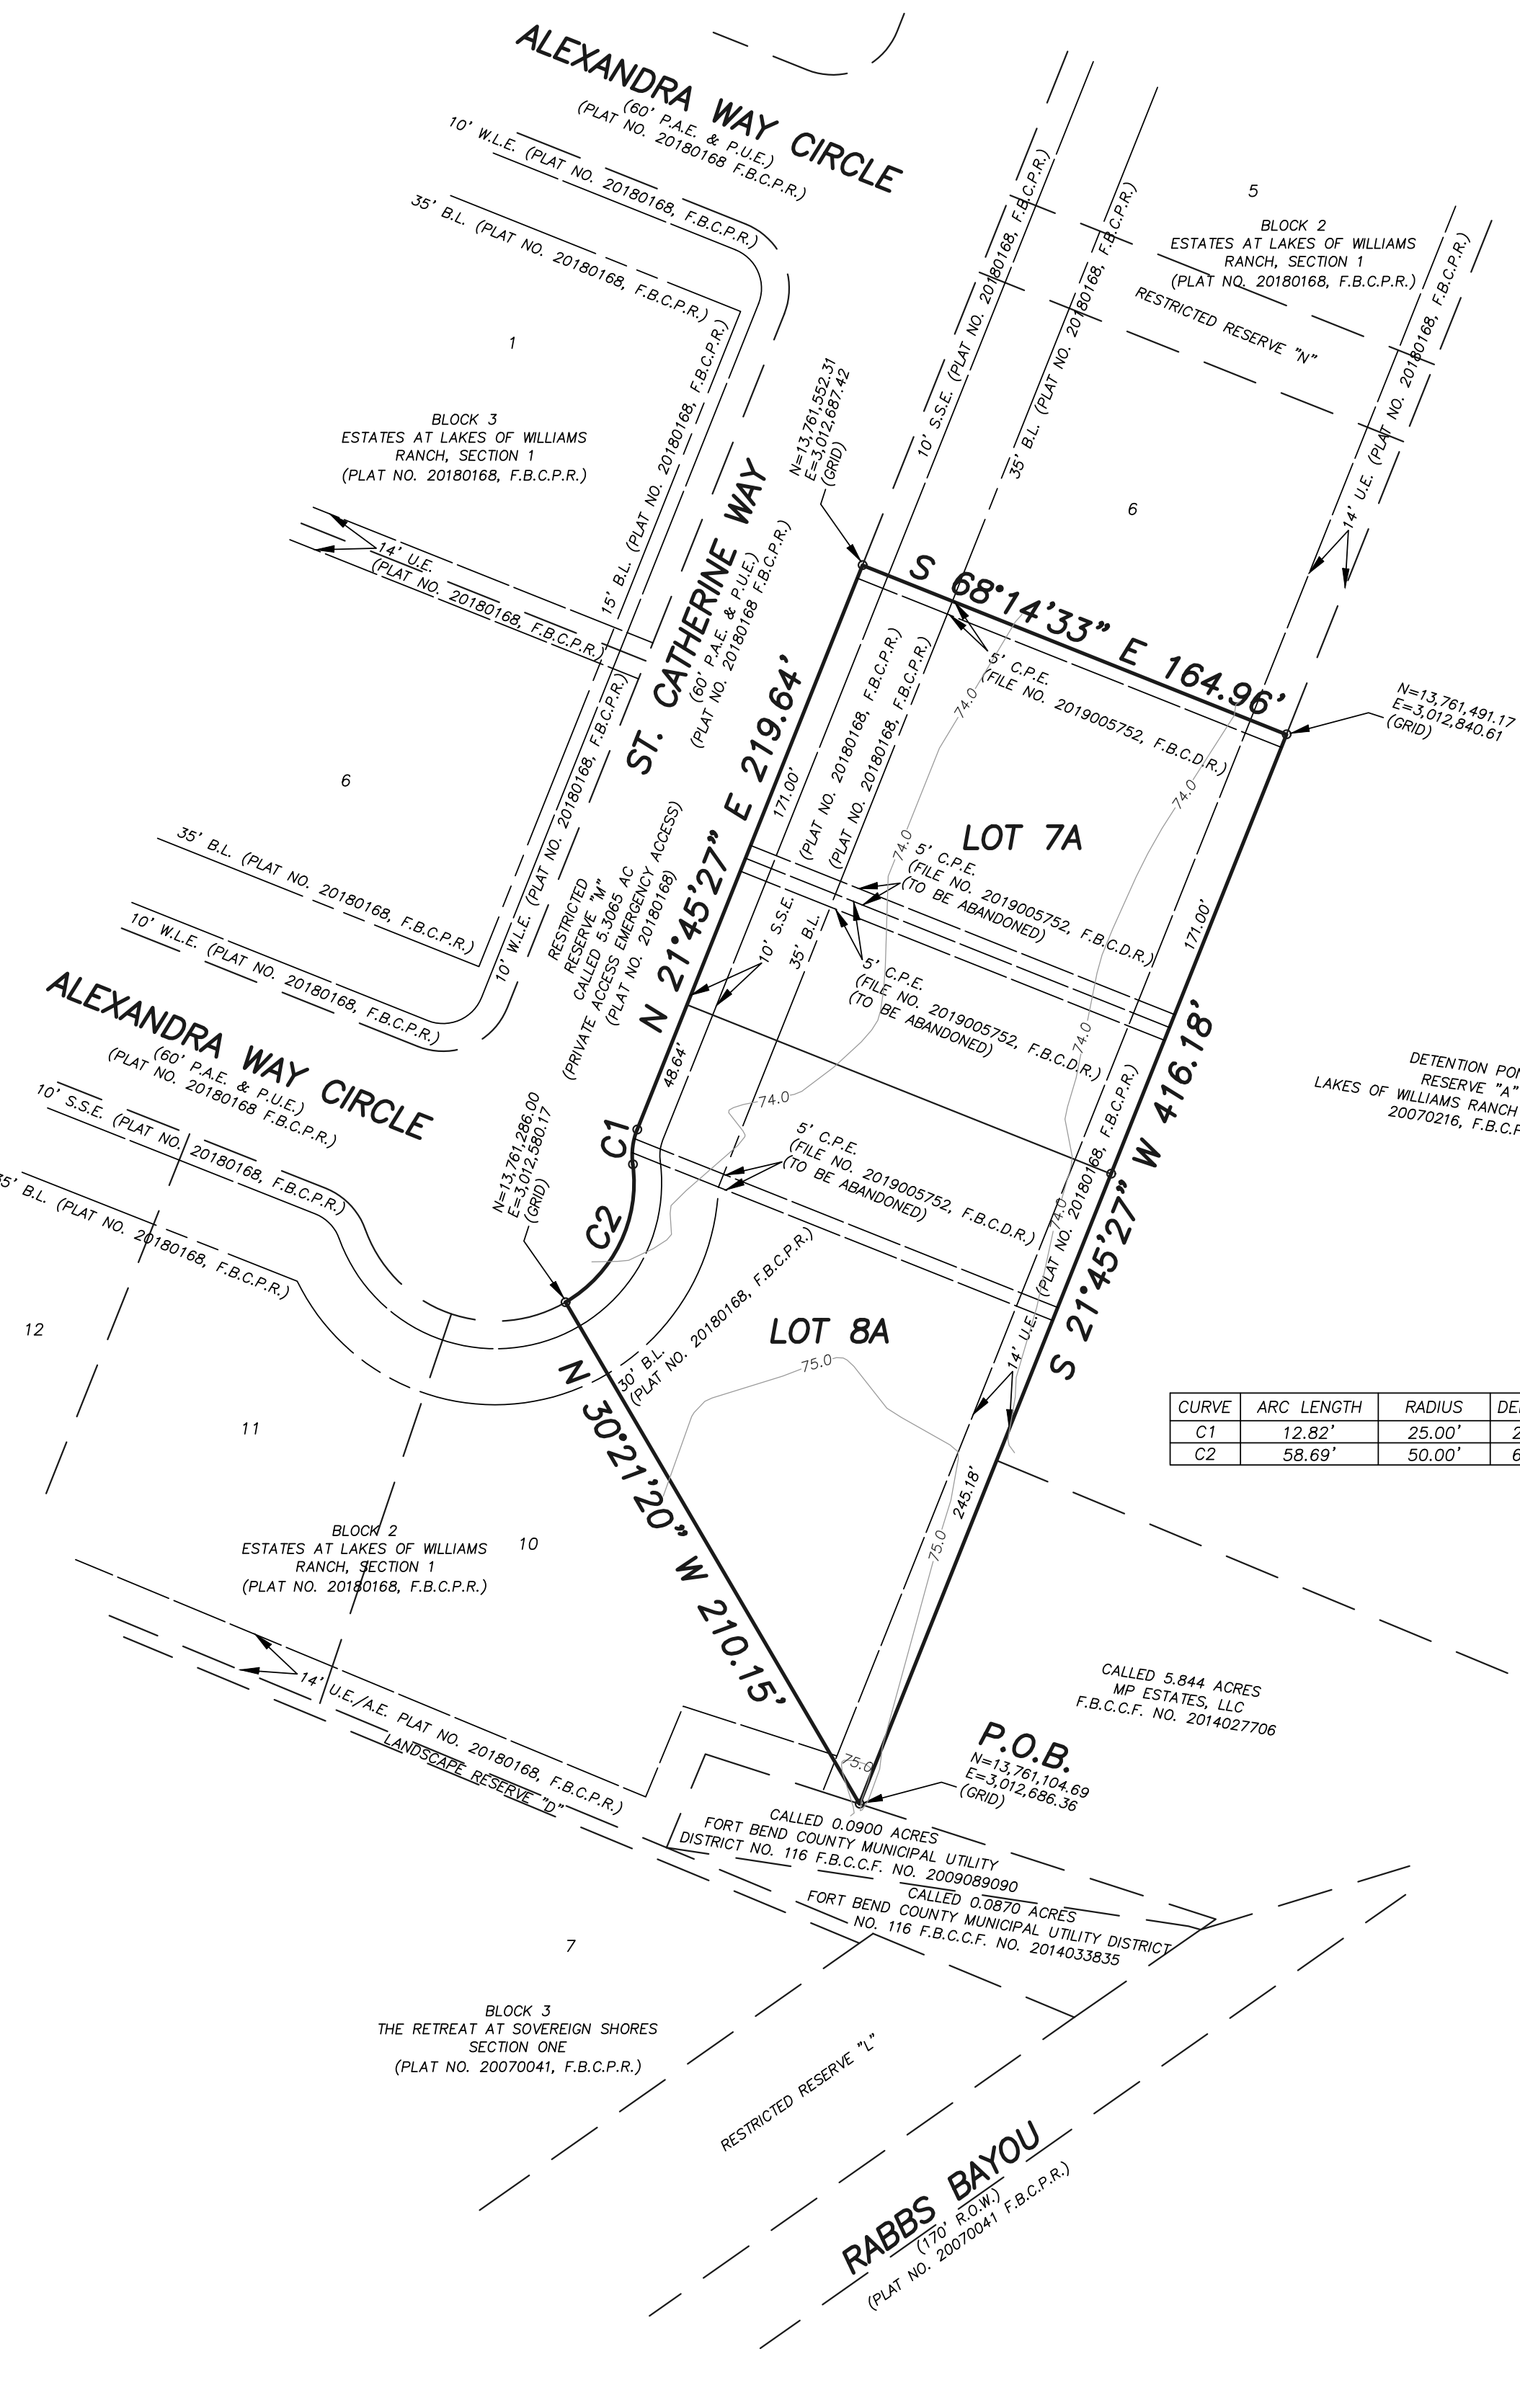 ALEXANDRA WAY CIRCLE
(60' P.A.E. & P.U.E.)
(PLAT NO. 20180168 F.B.C.P.R.)
10' W.L.E. (PLAT NO. 20180168, F.B.C.P.R.)
35' B.L. (PLAT NO. 20180168, F.B.C.P.R.)
10' S.S.E. (PLAT NO. 20180168, F.B.C.P.R.)
35' B.L. (PLAT NO. 20180168, F.B.C.P.R.)
5
BLOCK 2
ESTATES AT LAKES OF WILLIAMS
RANCH, SECTION 1
(PLAT NO. 20180168, F.B.C.P.R.)
RESTRICTED RESERVE "N"
14' U.E. (PLAT NO. 20180168, F.B.C.P.R.)
1
BLOCK 3
ESTATES AT LAKES OF WILLIAMS
RANCH, SECTION 1
(PLAT NO. 20180168, F.B.C.P.R.)
15' B.L. (PLAT NO. 20180168, F.B.C.P.R.)
14' U.E.
(PLAT NO. 20180168, F.B.C.P.R.)
ST. CATHERINE WAY
(60' P.A.E. & P.U.E.)
(PLAT NO. 20180168 F.B.C.P.R.)
N=13,761,552.31
E=3,012,687.42
(GRID)
6
S 68°14'33" E 164.96'
5' C.P.E.
(FILE NO. 2019005752, F.B.C.D.R.)
74.0
74.0
N=13,761,491.17
E=3,012,840.61
(GRID)
N 21°45'27" E 219.64'
171.00'
(PLAT NO. 20180168, F.B.C.P.R.)
(PLAT NO. 20180168, F.B.C.P.R.)
6
35' B.L. (PLAT NO. 20180168, F.B.C.P.R.)
10' W.L.E. (PLAT NO. 20180168, F.B.C.P.R.)
10' W.L.E. (PLAT NO. 20180168, F.B.C.P.R.)
RESTRICTED
RESERVE "M"
CALLED 5.3065 AC
(PRIVATE ACCESS EMERGENCY ACCESS)
(PLAT NO. 20180168)
LOT 7A
74.0
5' C.P.E.
(FILE NO. 2019005752, F.B.C.D.R.)
(TO BE ABANDONED)
10' S.S.E.
35' B.L.
171.00'
5' C.P.E.
(FILE NO. 2019005752, F.B.C.D.R.)
(TO BE ABANDONED)
74.0
S 21°45'27" W 416.18'
DETENTION PON
RESERVE "A"
LAKES OF WILLIAMS RANCH
20070216, F.B.C.P
ALEXANDRA WAY CIRCLE
(60' P.A.E. & P.U.E.)
(PLAT NO. 20180168 F.B.C.P.R.)
10' S.S.E. (PLAT NO. 20180168, F.B.C.P.R.)
35' B.L. (PLAT NO. 20180168, F.B.C.P.R.)
N=13,761,286.00
E=3,012,580.17
(GRID)
48.64'
74.0
C1
C2
5' C.P.E.
(FILE NO. 2019005752, F.B.C.D.R.)
(TO BE ABANDONED)
74.0
14' U.E. (PLAT NO. 20180168, F.B.C.P.R.)
12
11
LOT 8A
75.0
30' B.L.
(PLAT NO. 20180168, F.B.C.P.R.)
N 30°21'20" W 210.15'
245.18'
75.0
CURVE ARC LENGTH RADIUS DE
C1 12.82' 25.00' 2
C2 58.69' 50.00' 6
BLOCK 2
ESTATES AT LAKES OF WILLIAMS
RANCH, SECTION 1
(PLAT NO. 20180168, F.B.C.P.R.)
10
14' U.E./A.E. PLAT NO. 20180168, F.B.C.P.R.)
LANDSCAPE RESERVE "D"
CALLED 5.844 ACRES
MP ESTATES, LLC
F.B.C.C.F. NO. 2014027706
75.0
P.O.B.
N=13,761,104.69
E=3,012,686.36
(GRID)
CALLED 0.0900 ACRES
FORT BEND COUNTY MUNICIPAL UTILITY
DISTRICT NO. 116 F.B.C.C.F. NO. 2009089090
CALLED 0.0870 ACRES
FORT BEND COUNTY MUNICIPAL UTILITY DISTRICT
NO. 116 F.B.C.C.F. NO. 2014033835
7
BLOCK 3
THE RETREAT AT SOVEREIGN SHORES
SECTION ONE
(PLAT NO. 20070041, F.B.C.P.R.)
RESTRICTED RESERVE "L"
RABBS BAYOU
(170' R.O.W.)
(PLAT NO. 20070041 F.B.C.P.R.)